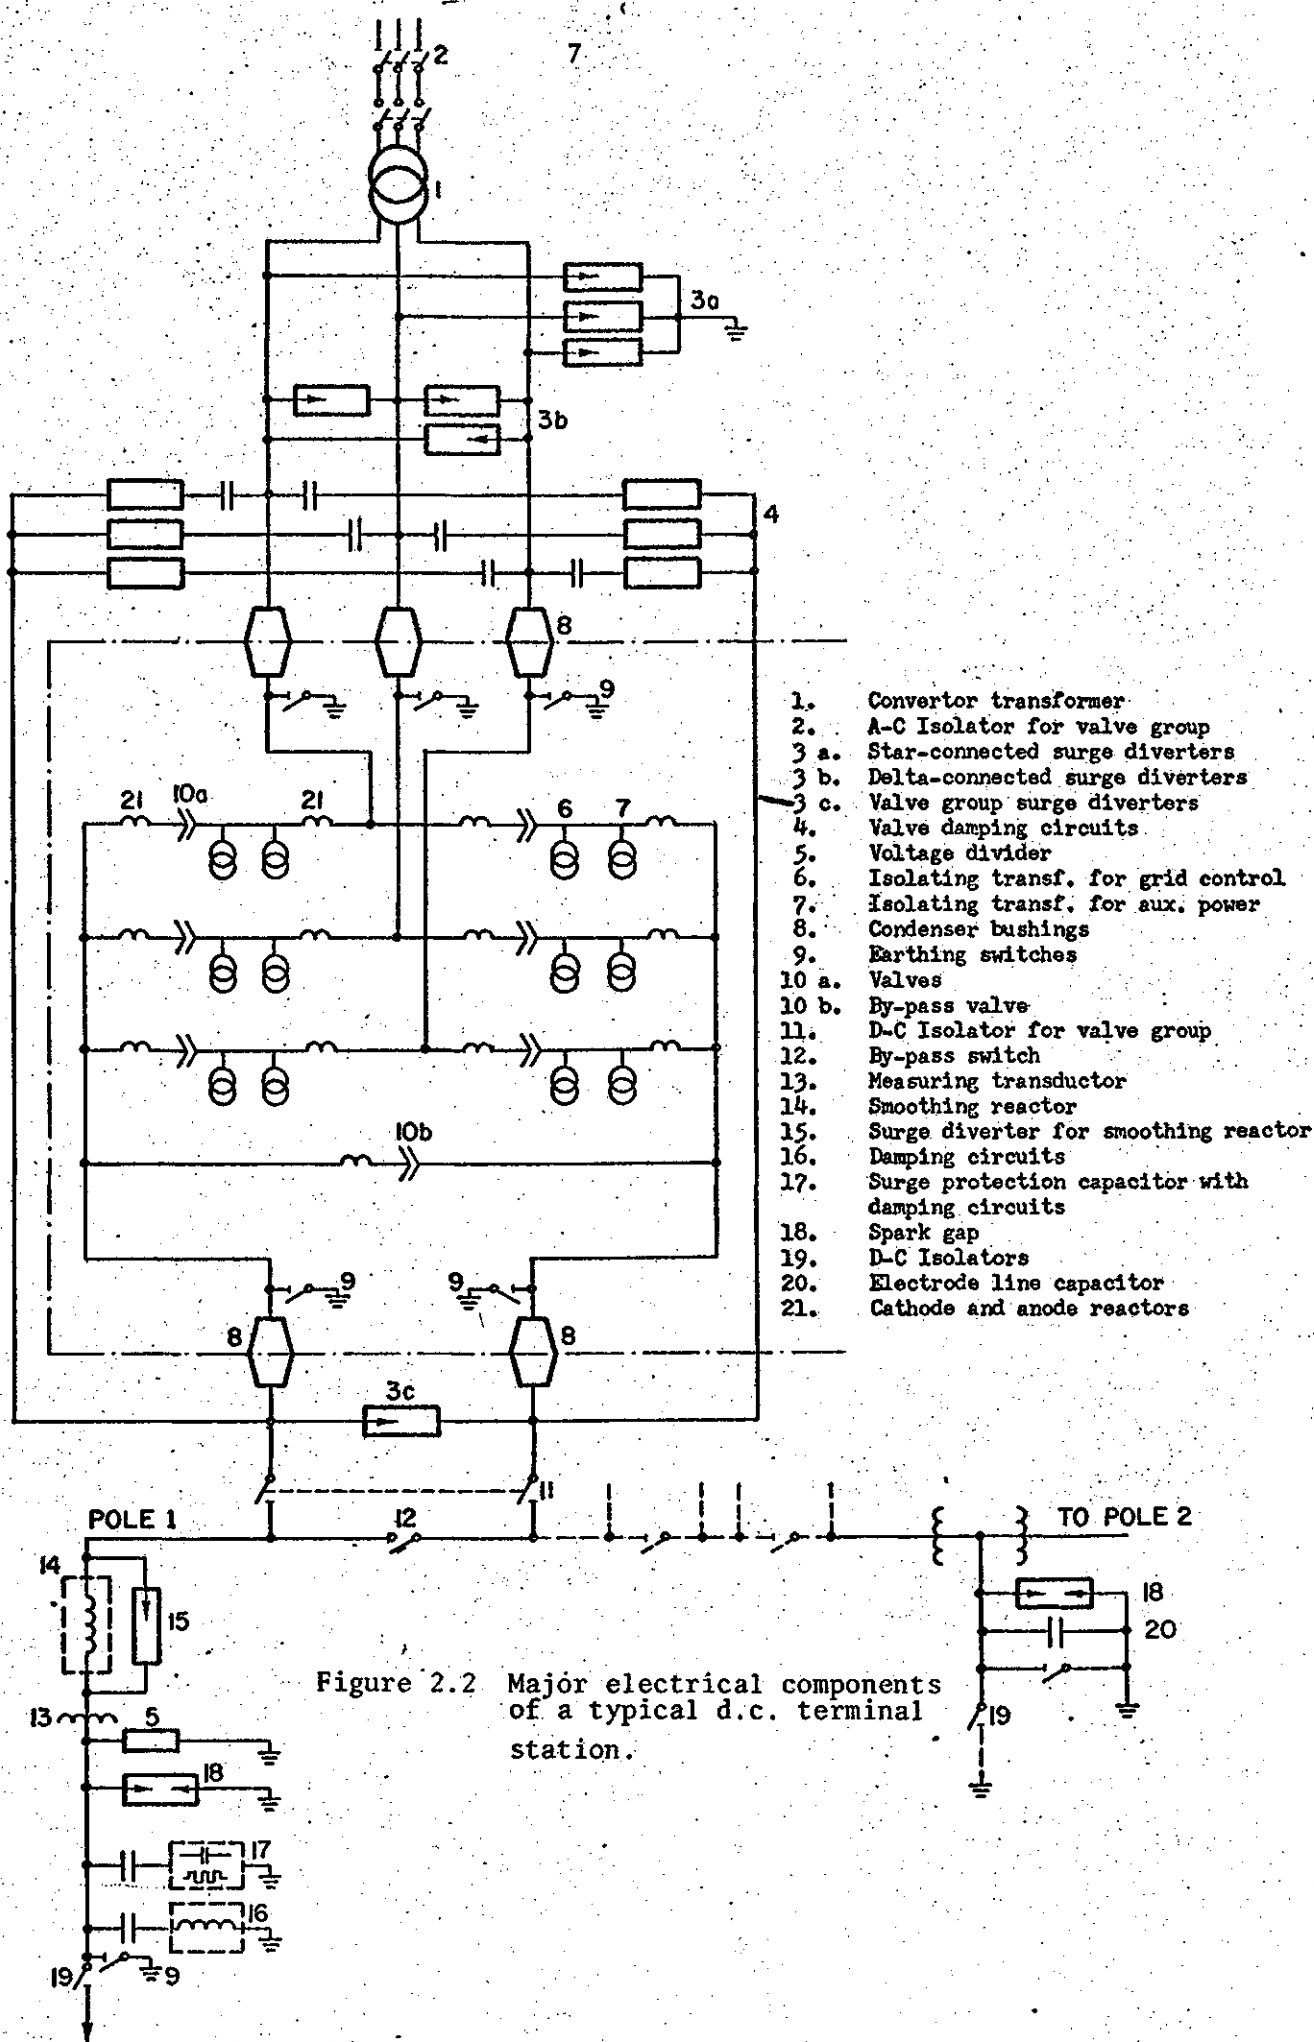 7
2
1
3a
3b
4
8
9
21
10a
21
6
7
10b
9
9
8
8
3c
11
12
POLE 1
TO POLE 2
14
15
18
20
13
5
19
18
17
16
19
9
1. Convertor transformer
2. A-C Isolator for valve group
3 a. Star-connected surge diverters
3 b. Delta-connected surge diverters
3 c. Valve group surge diverters
4. Valve damping circuits
5. Voltage divider
6. Isolating transf. for grid control
7. Isolating transf. for aux. power
8. Condenser bushings
9. Earthing switches
10 a. Valves
10 b. By-pass valve
11. D-C Isolator for valve group
12. By-pass switch
13. Measuring transductor
14. Smoothing reactor
15. Surge diverter for smoothing reactor
16. Damping circuits
17. Surge protection capacitor with
damping circuits
18. Spark gap
19. D-C Isolators
20. Electrode line capacitor
21. Cathode and anode reactors
Figure 2.2 Major electrical components
of a typical d.c. terminal
station.